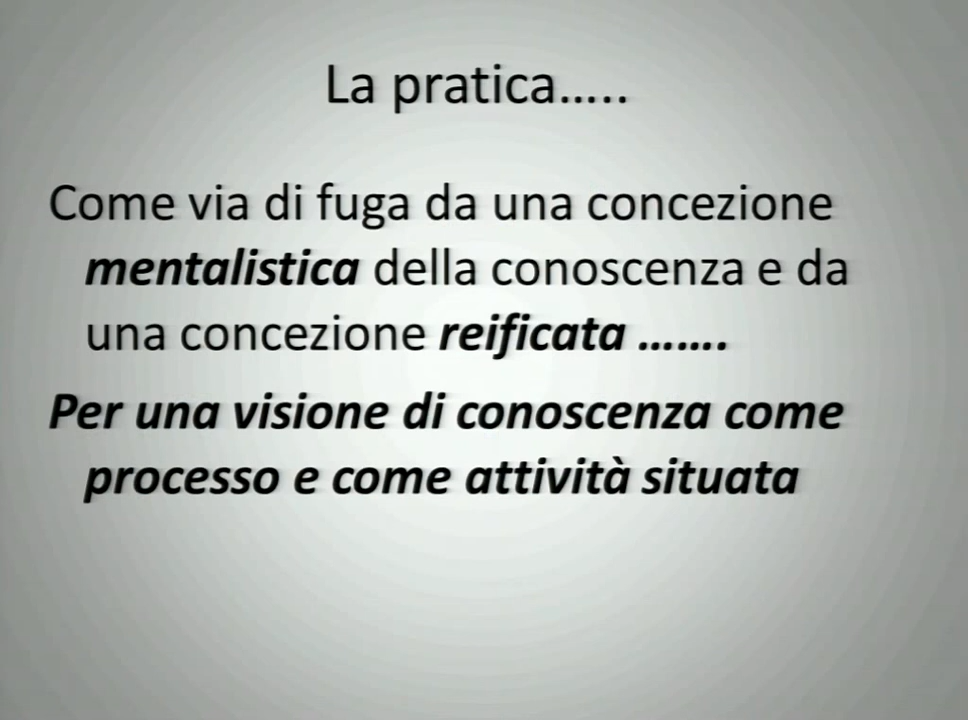 La pratica…..
Come via di fuga da una concezione
mentalistica della conoscenza e da
una concezione reificata …….
Per una visione di conoscenza come
processo e come attività situata